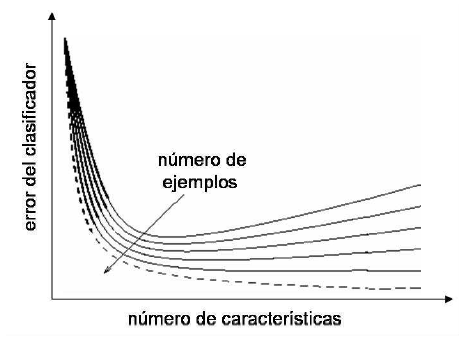 error del clasificador
número de
ejemplos
número de características